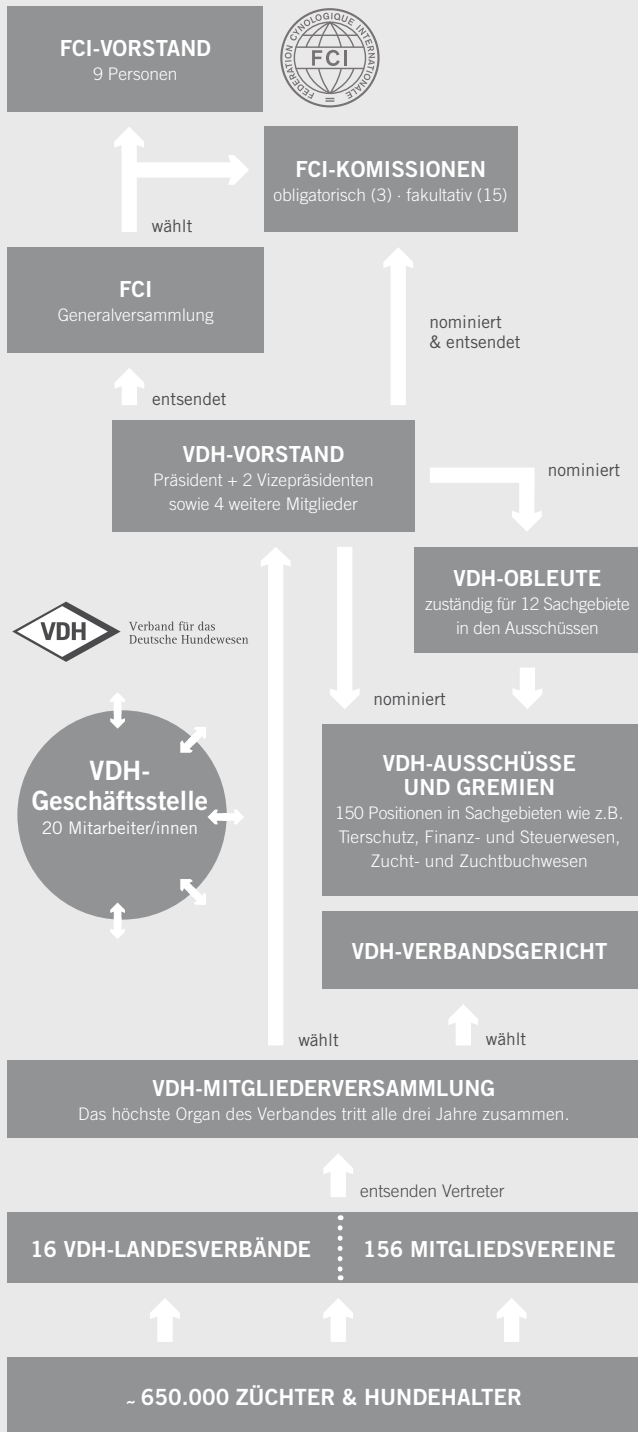 FCI-VORSTAND
9 Personen
FEDERATION CYNOLOGIQUE INTERNATIONALE
FCI
FCI-KOMISSIONEN
obligatorisch (3) · fakultativ (15)
wählt
FCI
Generalversammlung
nominiert
& entsendet
entsendet
VDH-VORSTAND
Präsident + 2 Vizepräsidenten
sowie 4 weitere Mitglieder
nominiert
VDH-OBLEUTE
zuständig für 12 Sachgebiete
in den Ausschüssen
VDH
Verband für das
Deutsche Hundewesen
nominiert
VDH-
Geschäftsstelle
20 Mitarbeiter/innen
VDH-AUSSCHÜSSE
UND GREMIEN
150 Positionen in Sachgebieten wie z.B.
Tierschutz, Finanz- und Steuerwesen,
Zucht- und Zuchtbuchwesen
VDH-VERBANDSGERICHT
wählt
wählt
VDH-MITGLIEDERVERSAMMLUNG
Das höchste Organ des Verbandes tritt alle drei Jahre zusammen.
entsenden Vertreter
16 VDH-LANDESVERBÄNDE
156 MITGLIEDSVEREINE
~ 650.000 ZÜCHTER & HUNDEHALTER